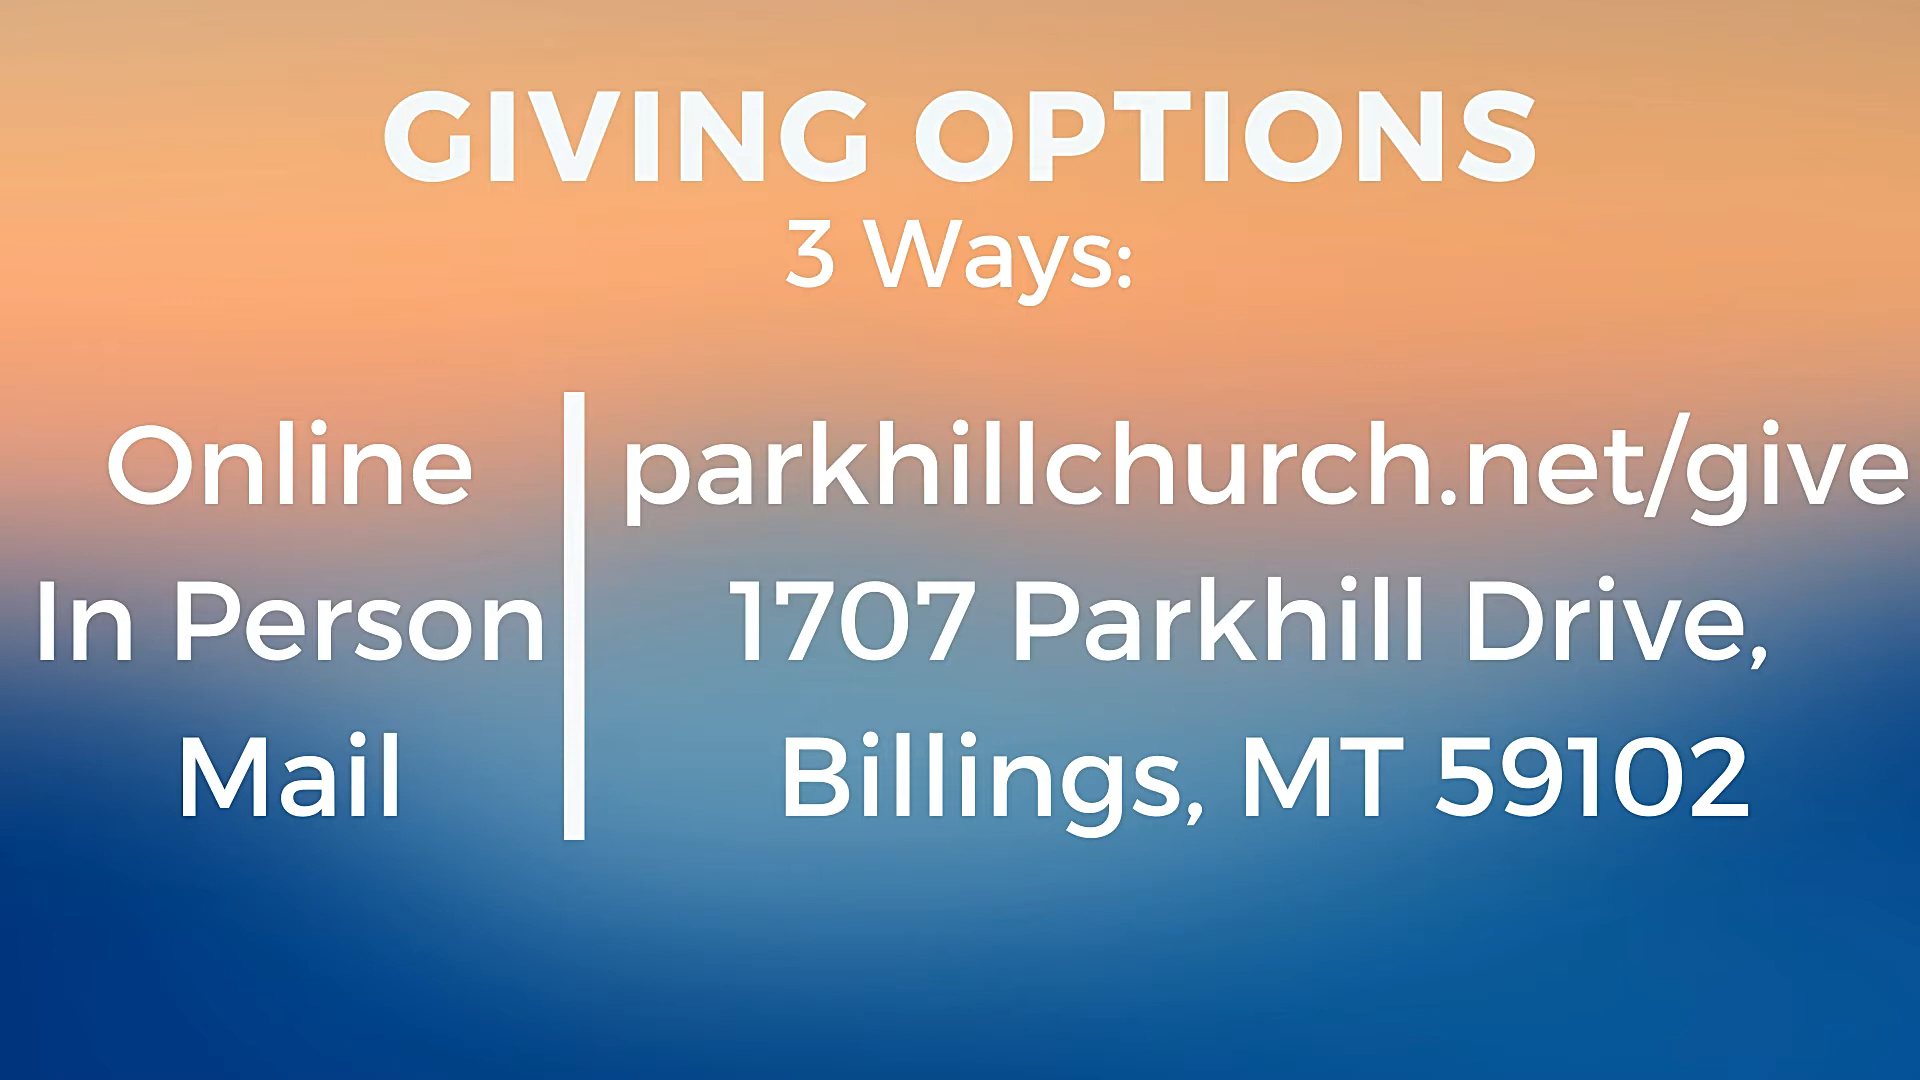 GIVING OPTIONS
3 Ways:
Online
parkhillchurch.net/give
In Person
1707 Parkhill Drive,
Mail
Billings, MT 59102